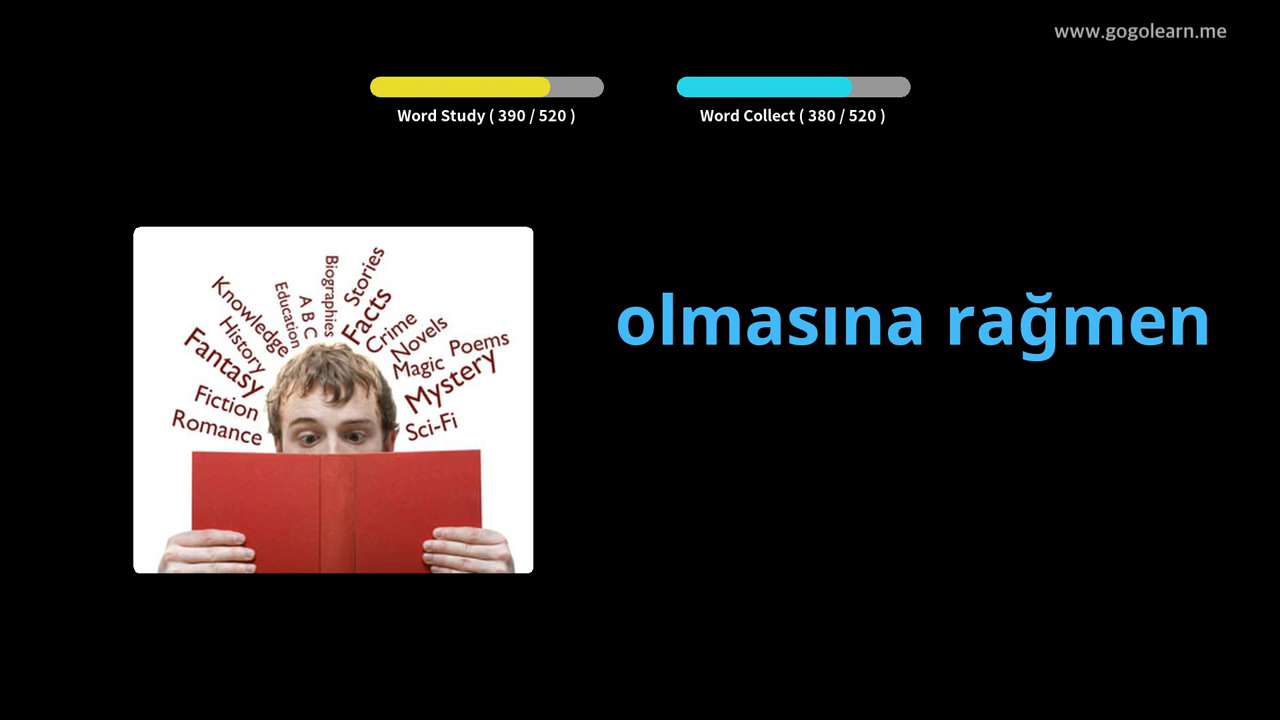 www.gogolearn.me
Word Study ( 390 / 520 )
Word Collect ( 380 / 520 )
olmasına rağmen
Biographies
Stories
Education
A B C
Facts
Knowledge
Crime
History
Novels
Poems
Fantasy
Magic
Mystery
Fiction
Romance
Sci-Fi